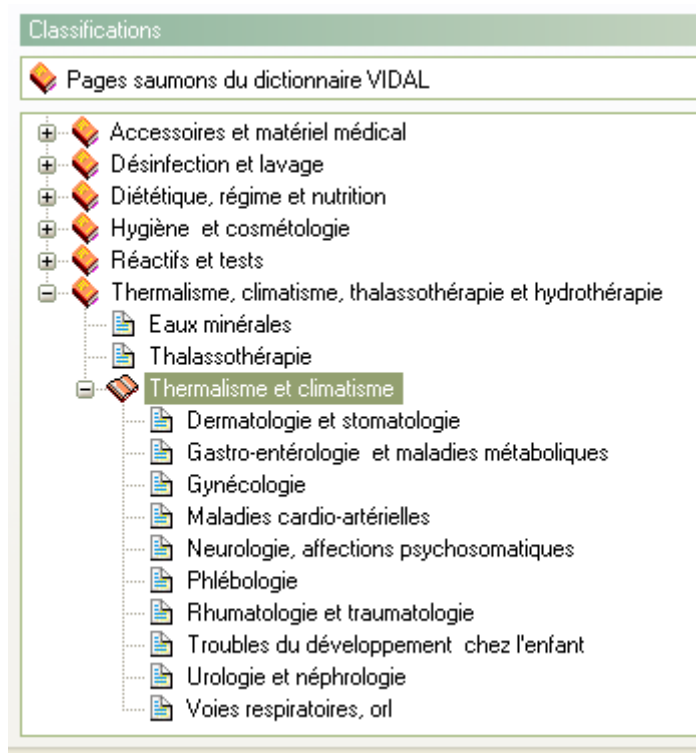 Classifications
Pages saumons du dictionnaire VIDAL
Accessoires et matériel médical
Désinfection et lavage
Diététique, régime et nutrition
Hygiène  et cosmétologie
Réactifs et tests
Thermalisme, climatisme, thalassothérapie et hydrothérapie
Eaux minérales
Thalassothérapie
Thermalisme et climatisme
Dermatologie et stomatologie
Gastro-entérologie  et maladies métaboliques
Gynécologie
Maladies cardio-artérielles
Neurologie, affections psychosomatiques
Phlébologie
Rhumatologie et traumatologie
Troubles du développement  chez l'enfant
Urologie et néphrologie
Voies respiratoires, orl